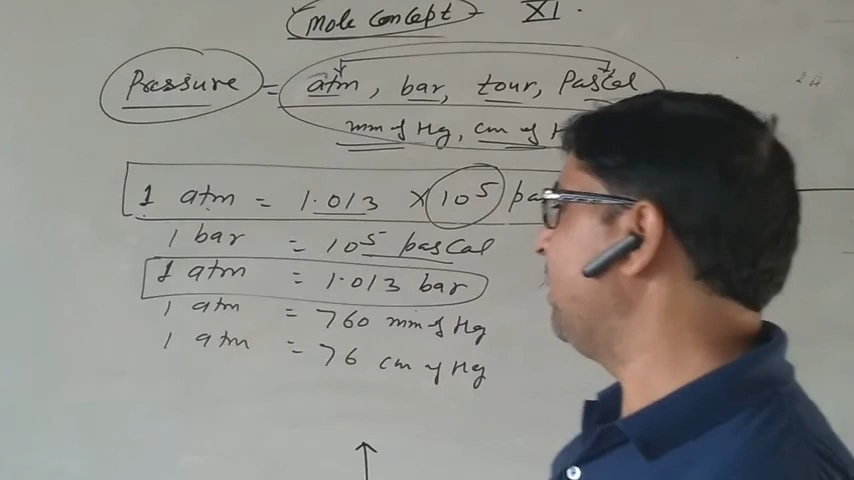 Mole Concept XI.
Pressure = atm, bar, tour, Pascal
mm of Hg, cm of H
1 atm = 1.013 × 10⁵ pa
1 bar = 10⁵ pascal
1 atm = 1.013 bar
1 atm = 760 mm of Hg
1 atm = 76 cm of Hg